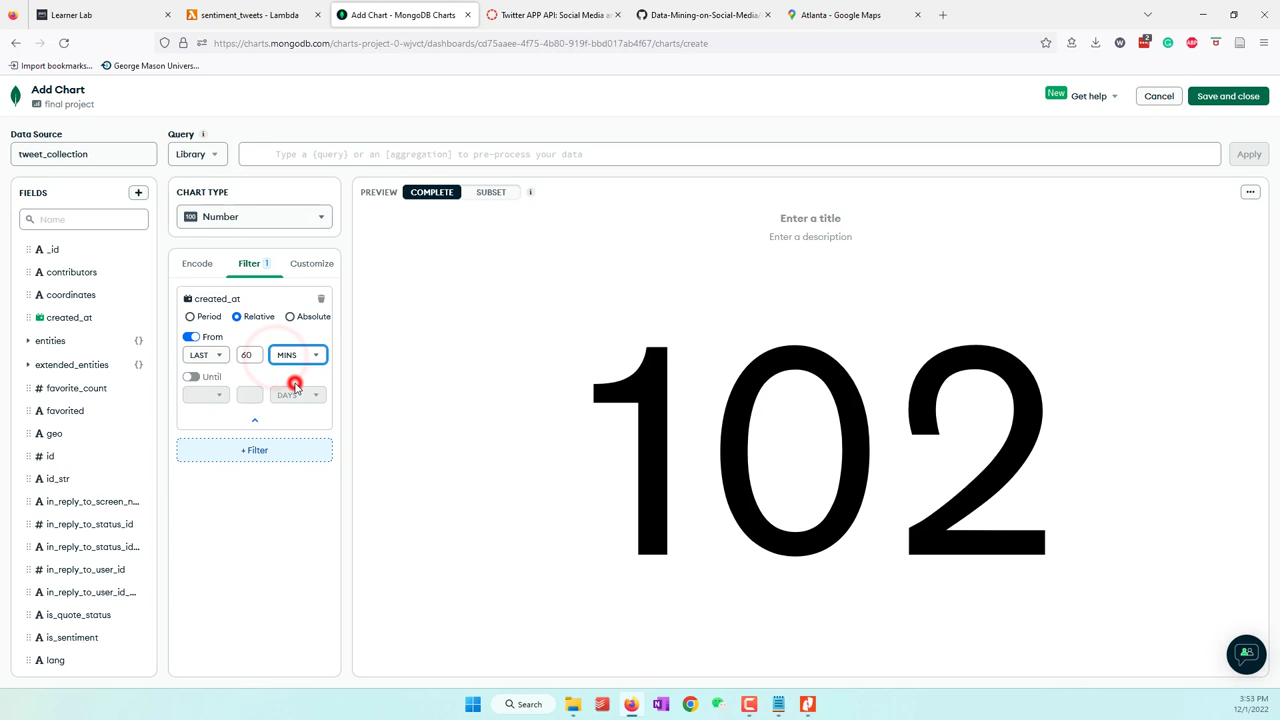 Learner Lab
sentiment_tweets - Lambda
Add Chart - MongoDB Charts
Twitter APP API: Social Media an
Data-Mining-on-Social-Media/
Atlanta - Google Maps
https://charts.mongodb.com/charts-project-0-wjvct/dashboards/cd75aaee-4f75-4b80-919f-bbd017ab4f67/charts/create
Import bookmarks...
George Mason Univers...
Add Chart
final project
New
Get help
Cancel
Save and close
Data Source
tweet_collection
Query
Library
Type a {query} or an [aggregation] to pre-process your data
Apply
FIELDS
Name
_id
contributors
coordinates
created_at
entities
extended_entities
favorite_count
favorited
geo
id
id_str
in_reply_to_screen_n...
in_reply_to_status_id
in_reply_to_status_id...
in_reply_to_user_id
in_reply_to_user_id_...
is_quote_status
is_sentiment
lang
CHART TYPE
Number
Encode
Filter 1
Customize
created_at
Period
Relative
Absolute
From
LAST
60
MINS
Until
DAYS
+ Filter
PREVIEW
COMPLETE
SUBSET
Enter a title
Enter a description
102
Search
3:53 PM
12/1/2022